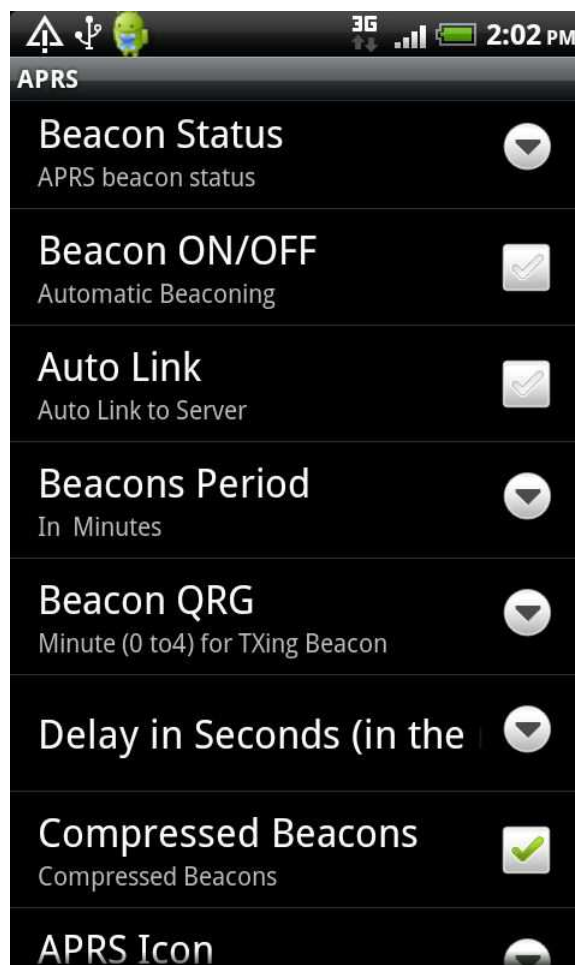 3G 2:02 PM
APRS
Beacon Status
APRS beacon status
Beacon ON/OFF
Automatic Beaconing
Auto Link
Auto Link to Server
Beacons Period
In  Minutes
Beacon QRG
Minute (0 to4) for TXing Beacon
Delay in Seconds (in the
Compressed Beacons
Compressed Beacons
APRS Icon